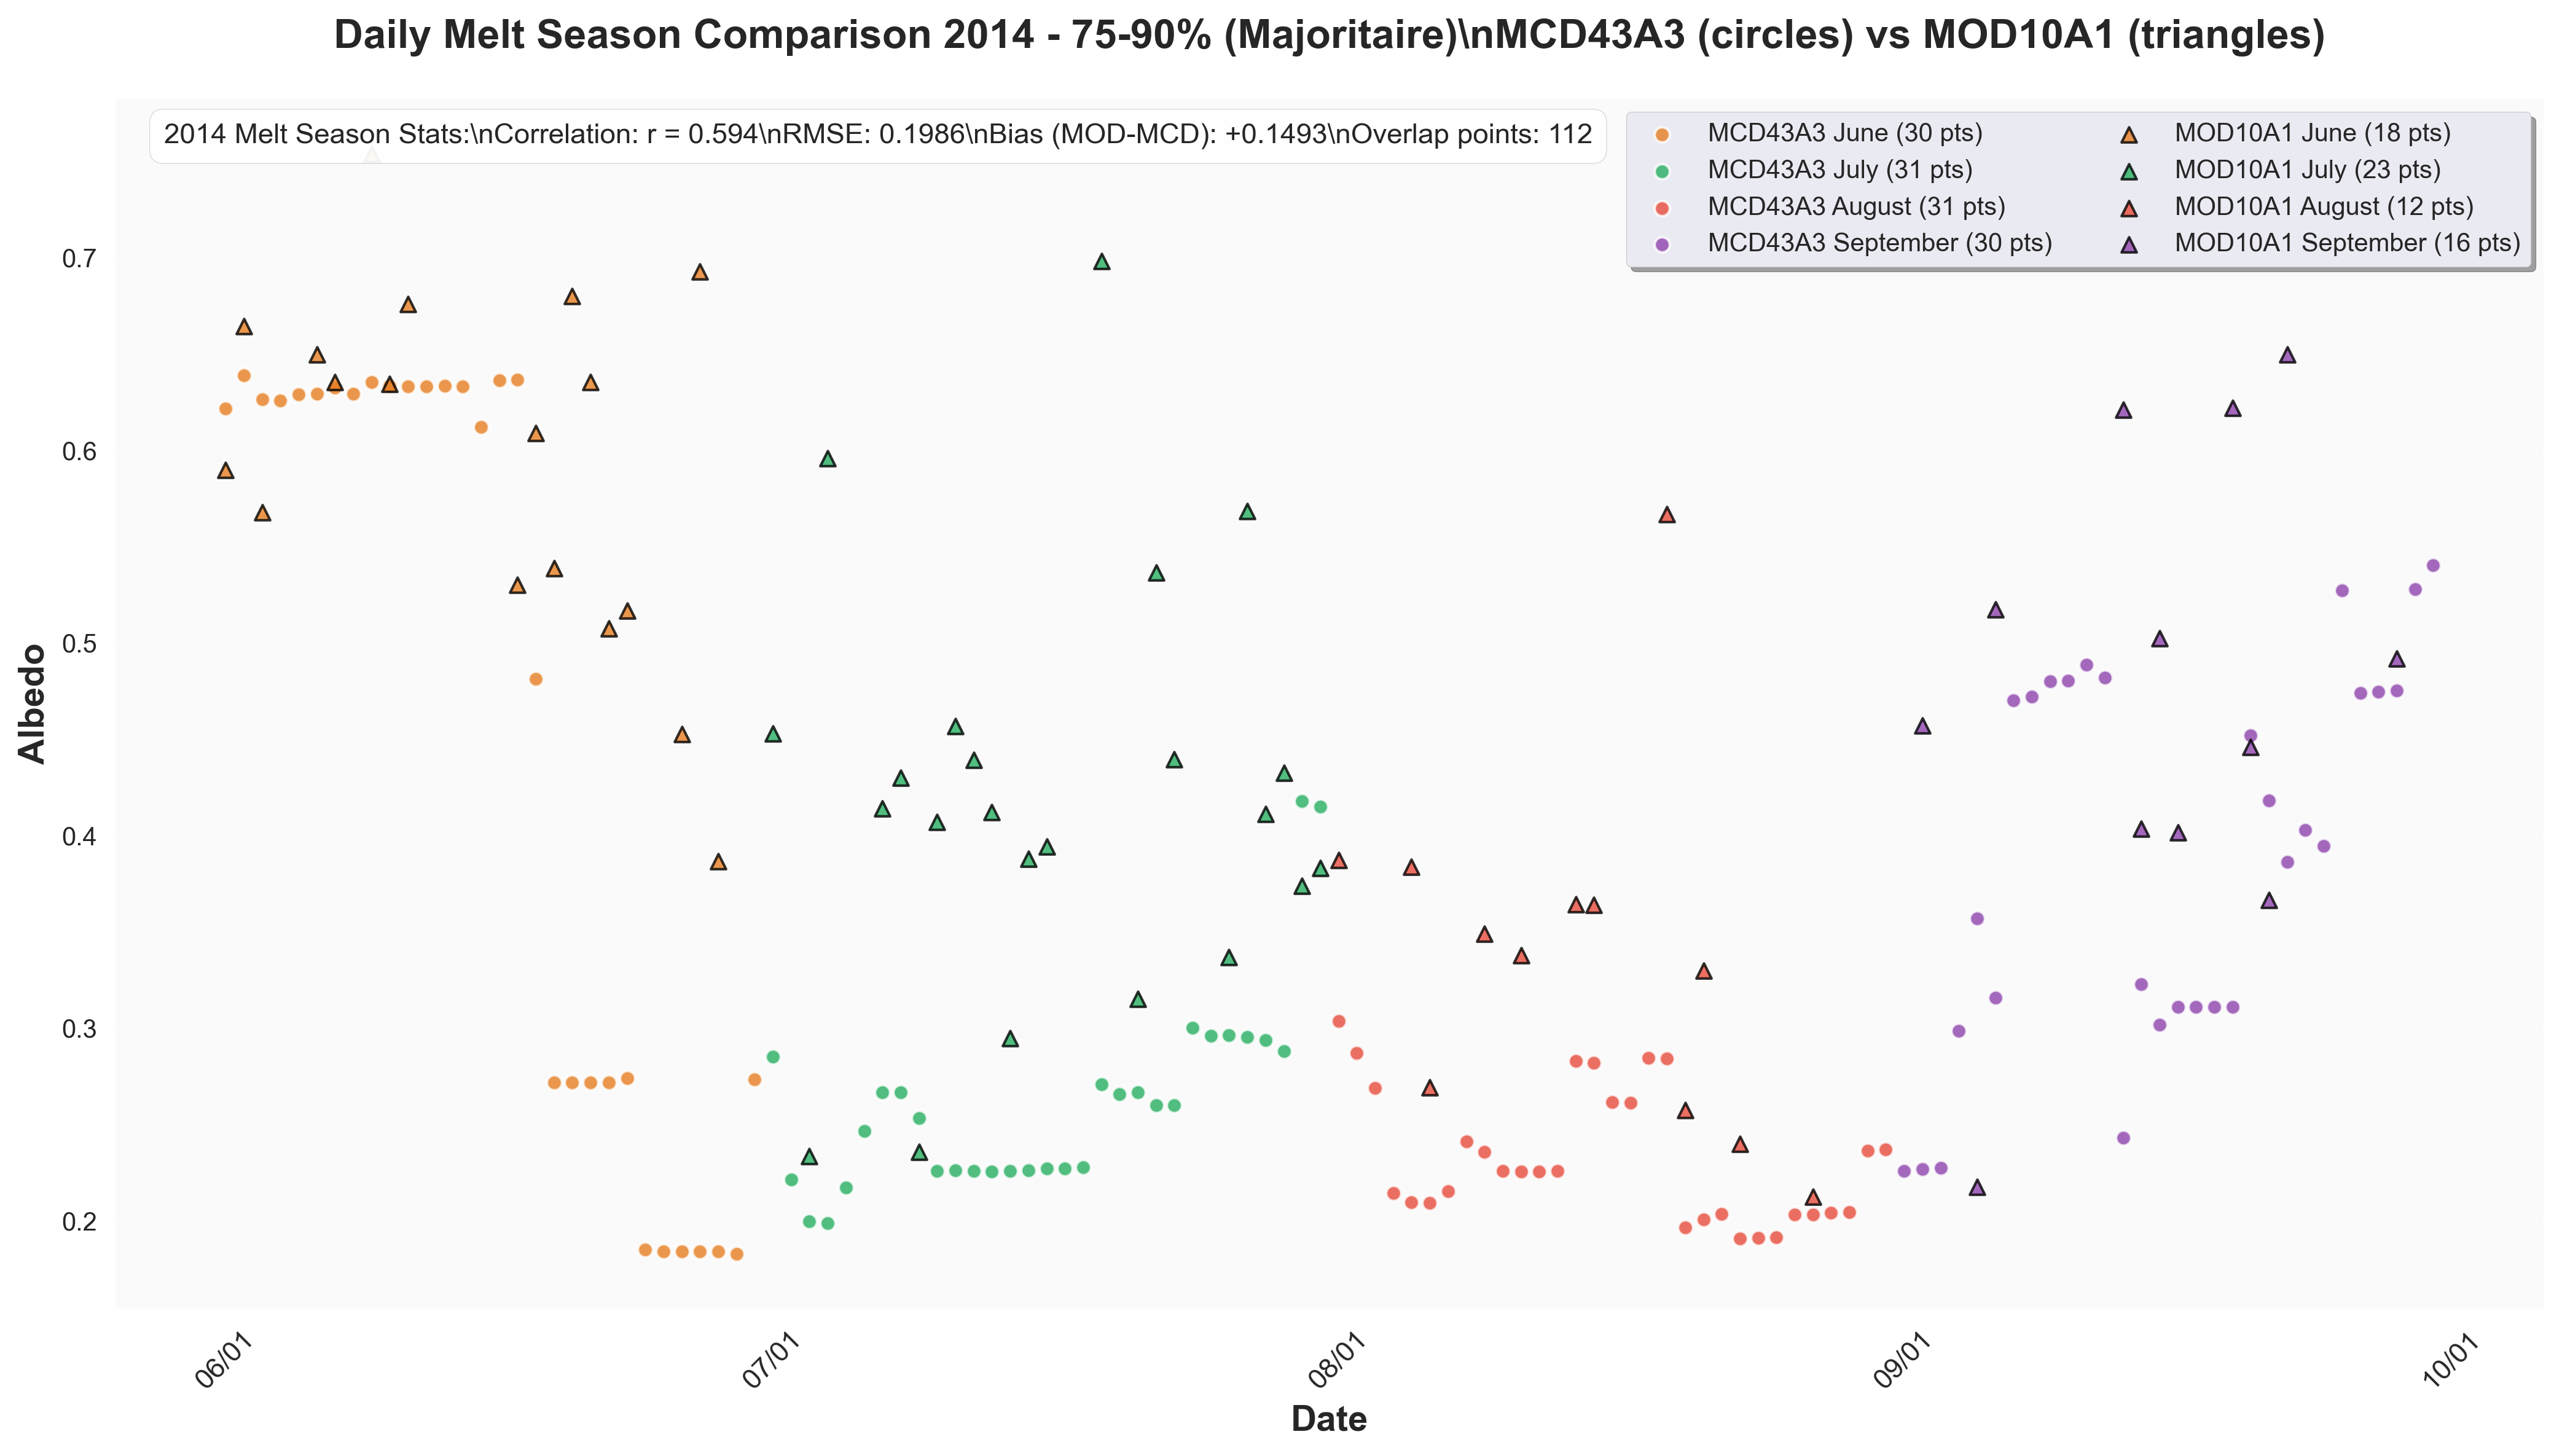 Daily Melt Season Comparison 2014 - 75-90% (Majoritaire)\nMCD43A3 (circles) vs MOD10A1 (triangles)
2014 Melt Season Stats:\nCorrelation: r = 0.594\nRMSE: 0.1986\nBias (MOD-MCD): +0.1493\nOverlap points: 112
MCD43A3 June (30 pts)
MCD43A3 July (31 pts)
MCD43A3 August (31 pts)
MCD43A3 September (30 pts)
MOD10A1 June (18 pts)
MOD10A1 July (23 pts)
MOD10A1 August (12 pts)
MOD10A1 September (16 pts)
Albedo
0.7
0.6
0.5
0.4
0.3
0.2
06/01
07/01
08/01
09/01
10/01
Date